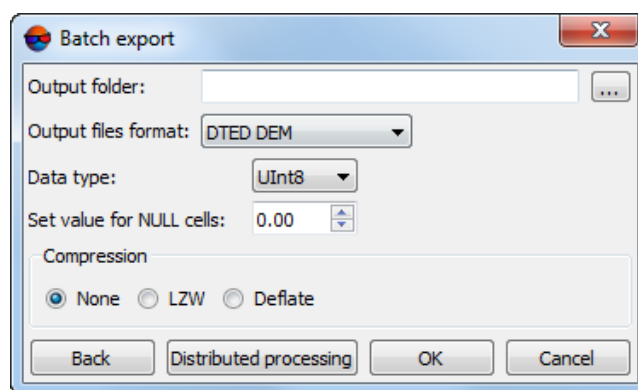 Batch export
Output folder: ...
Output files format: DTED DEM
Data type: UInt8
Set value for NULL cells: 0.00
Compression
None LZW Deflate
Back Distributed processing OK Cancel